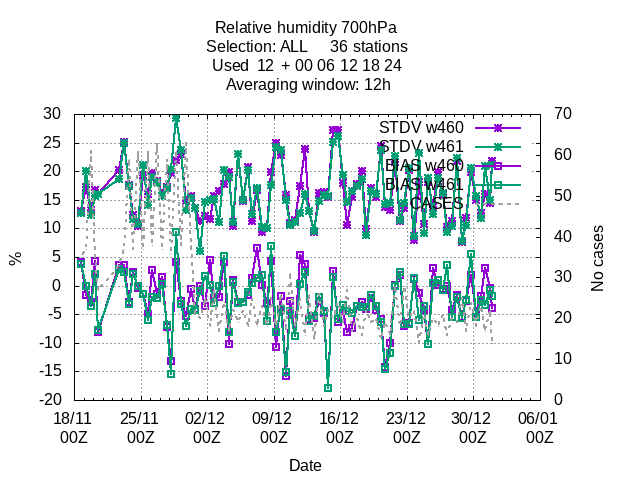 Relative humidity 700hPa
Selection: ALL 36 stations
Used 12 + 00 06 12 18 24
Averaging window: 12h
30 70
STDV w460
25
STDV w461
60
20
BIAS w460
BIAS w461
15 50
CASES
10
40
5
0 30
-5
20
-10
10
-15
-20 0
%
No cases
18/11 25/11 02/12 09/12 16/12 23/12 30/12 06/01
00Z 00Z 00Z 00Z 00Z 00Z 00Z 00Z
Date